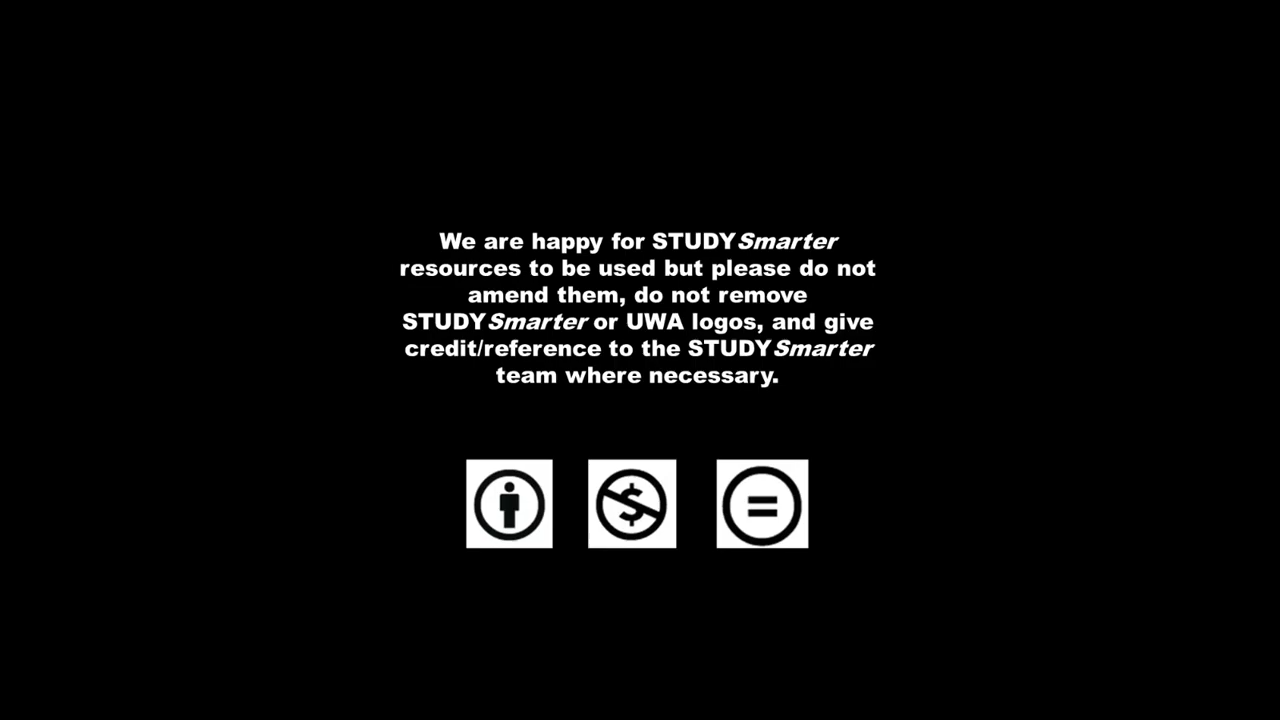 We are happy for STUDYSmarter
resources to be used but please do not
amend them, do not remove
STUDYSmarter or UWA logos, and give
credit/reference to the STUDYSmarter
team where necessary.